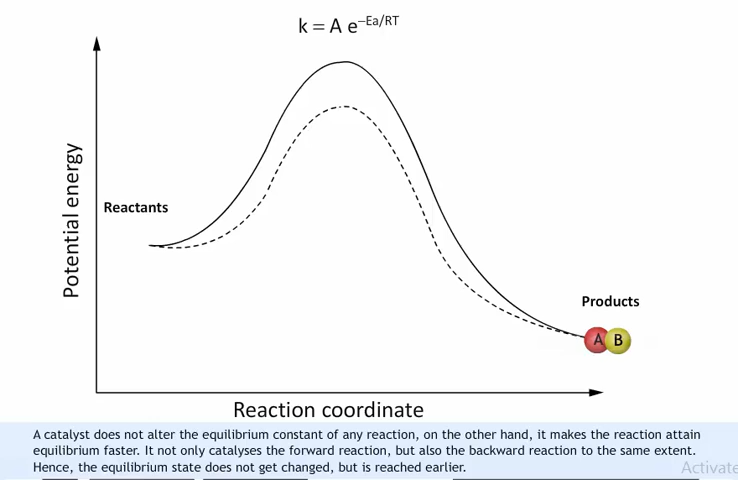 k = A e–Ea/RT
Potential energy
Reactants
Products
A B
Reaction coordinate
A catalyst does not alter the equilibrium constant of any reaction, on the other hand, it makes the reaction attain
equilibrium faster. It not only catalyses the forward reaction, but also the backward reaction to the same extent.
Hence, the equilibrium state does not get changed, but is reached earlier.
Activate